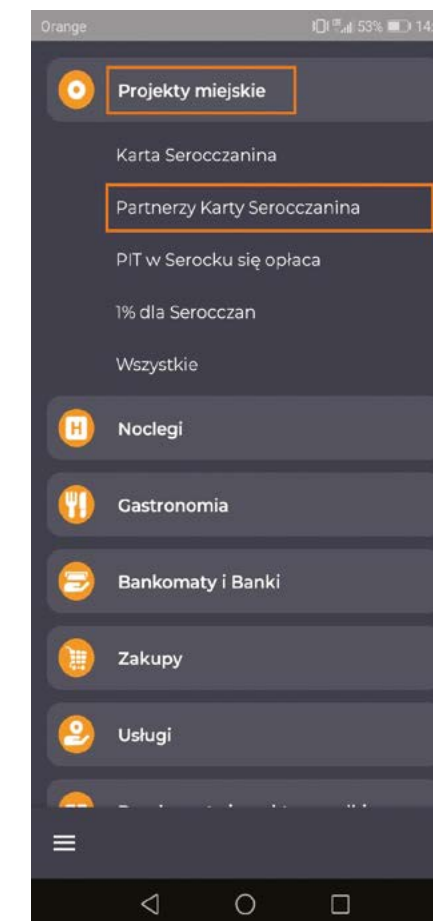 Orange 53% 14:
Projekty miejskie
Karta Serocczanina
Partnerzy Karty Serocczanina
PIT w Serocku się opłaca
1% dla Serocczan
Wszystkie
H Noclegi
Gastronomia
Bankomaty i Banki
Zakupy
Usługi